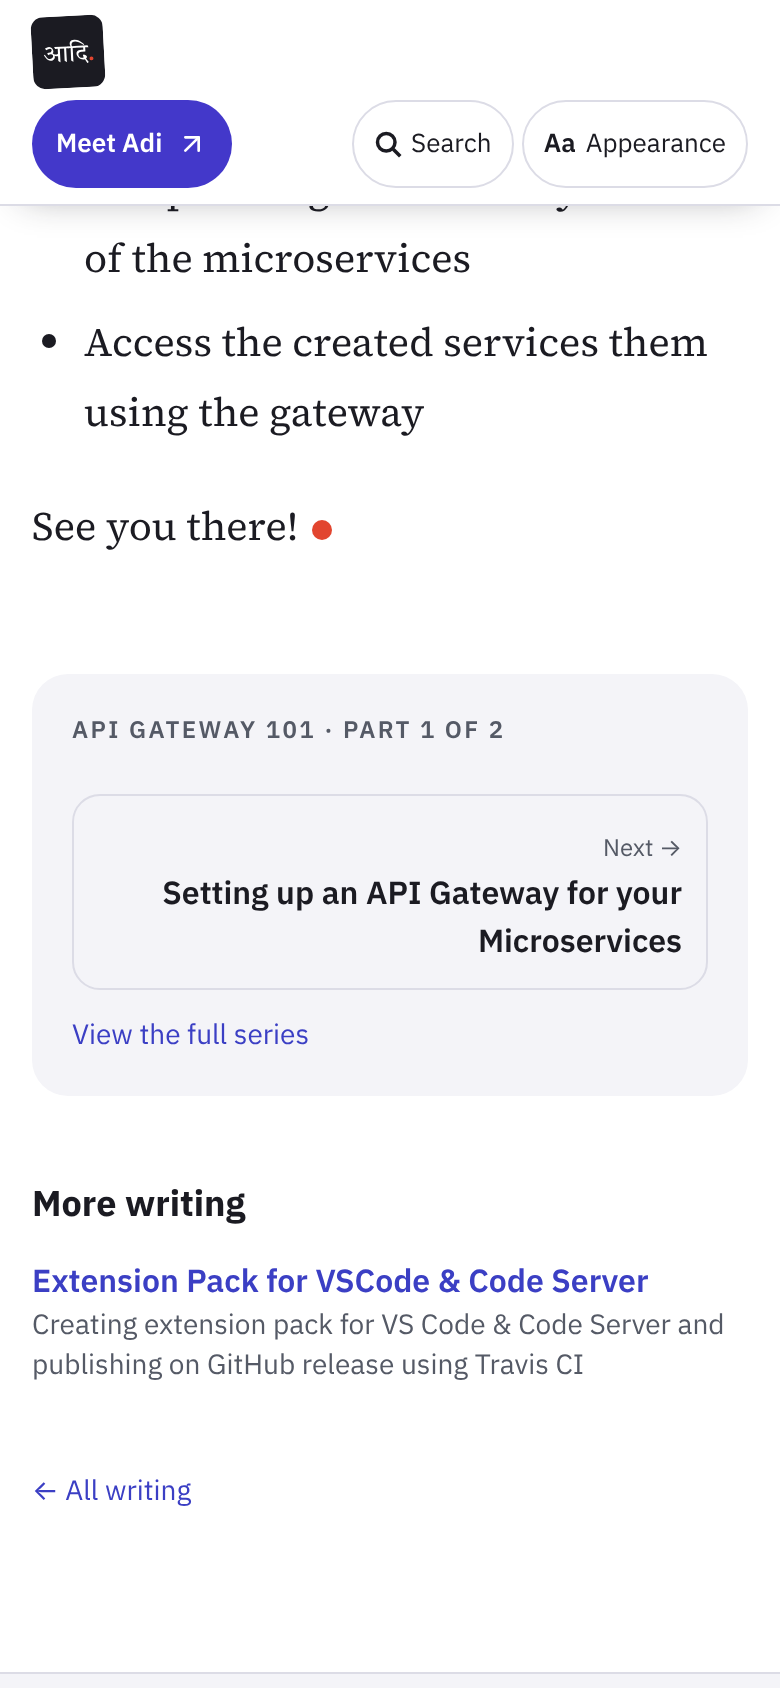 आदि.
Meet Adi ↗
Search
Aa Appearance
of the microservices
• Access the created services them
using the gateway
See you there!
API GATEWAY 101 · PART 1 OF 2
Next →
Setting up an API Gateway for your
Microservices
View the full series
More writing
Extension Pack for VSCode & Code Server
Creating extension pack for VS Code & Code Server and
publishing on GitHub release using Travis CI
← All writing